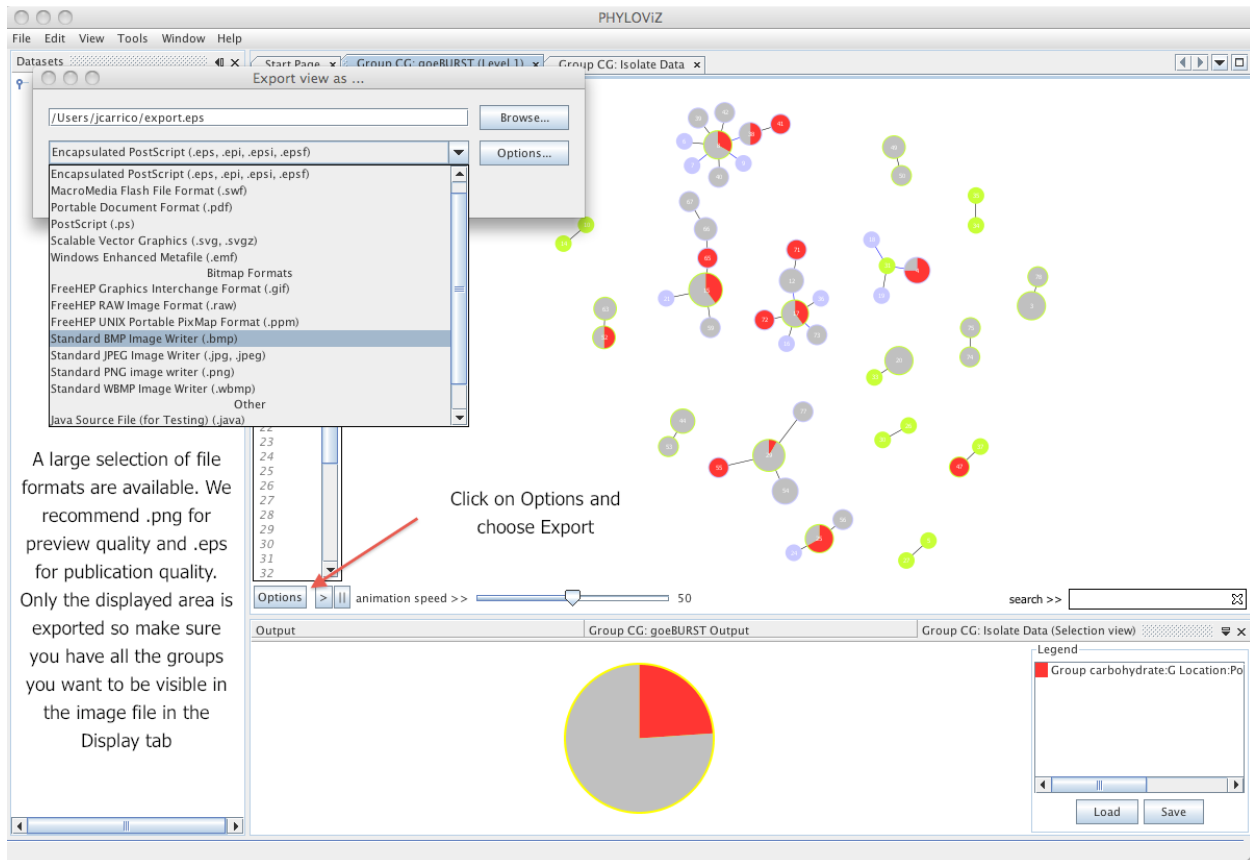 PHYLOViZ
File Edit View Tools Window Help
Datasets
Start Page x Group CG: goeBURST (Level 1) x Group CG: Isolate Data x
Export view as ...
/Users/jcarrico/export.eps
Browse...
Encapsulated PostScript (.eps, .epi, .epsi, .epsf)
Options...
Encapsulated PostScript (.eps, .epi, .epsi, .epsf)
MacroMedia Flash File Format (.swf)
Portable Document Format (.pdf)
PostScript (.ps)
Scalable Vector Graphics (.svg, .svgz)
Windows Enhanced Metafile (.emf)
Bitmap Formats
FreeHEP Graphics Interchange Format (.gif)
FreeHEP RAW Image Format (.raw)
FreeHEP UNIX Portable PixMap Format (.ppm)
Standard BMP Image Writer (.bmp)
Standard JPEG Image Writer (.jpg, .jpeg)
Standard PNG image writer (.png)
Standard WBMP Image Writer (.wbmp)
Other
Java Source File (for Testing) (.java)
22
23
24
25
26
27
28
29
30
31
32
A large selection of file
formats are available. We
recommend .png for
preview quality and .eps
for publication quality.
Only the displayed area is
exported so make sure
you have all the groups
you want to be visible in
the image file in the
Display tab
Click on Options and
choose Export
Options > || animation speed >> 50
search >>
Output
Group CG: goeBURST Output
Group CG: Isolate Data (Selection view)
Legend
Group carbohydrate:G Location:Po
Load
Save